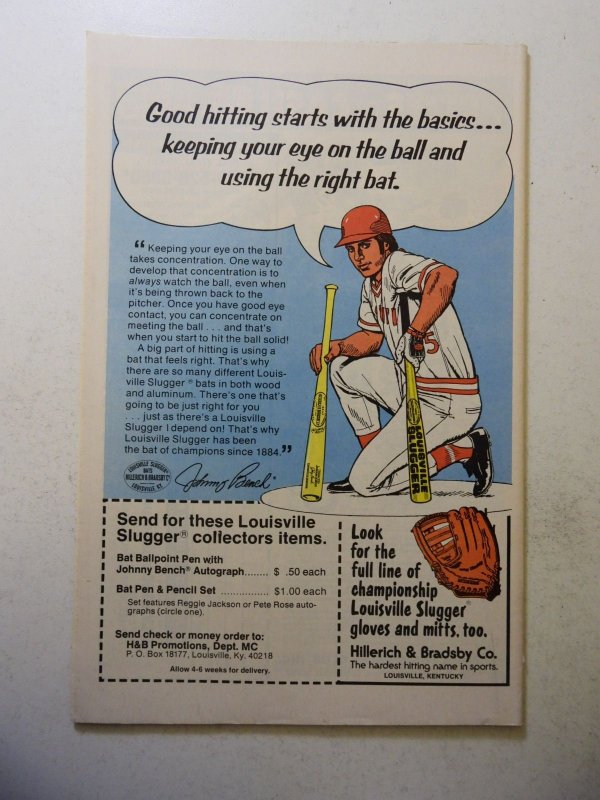 Good hitting starts with the basics...
keeping your eye on the ball and
using the right bat.
“ Keeping your eye on the ball
takes concentration. One way to
develop that concentration is to
always watch the ball, even when
it's being thrown back to the
pitcher. Once you have good eye
contact, you can concentrate on
meeting the ball . . . and that's
when you start to hit the ball solid!
A big part of hitting is using a
bat that feels right. That's why
there are so many different Louis-
ville Slugger® bats in both wood
and aluminum. There's one that's
going to be just right for you
. . . just as there's a Louisville
Slugger I depend on! That's why
Louisville Slugger has been
the bat of champions since 1884.”
LOUISVILLE SLUGGER
BATS
HILLERICH & BRADSBY Co
LOUISVILLE, KY.
Johnny Bench
5
LOUISVILLE
SLUGGER
Send for these Louisville
Slugger® collectors items.
Bat Ballpoint Pen with
Johnny Bench® Autograph........ $ .50 each
Bat Pen & Pencil Set ................ $1.00 each
Set features Reggie Jackson or Pete Rose auto-
graphs (circle one).
Send check or money order to:
H&B Promotions, Dept. MC
P. O. Box 18177, Louisville, Ky. 40218
Allow 4-6 weeks for delivery.
Look
for the
full line of
championship
Louisville Slugger®
gloves and mitts, too.
Hillerich & Bradsby Co.
The hardest hitting name in sports.
LOUISVILLE, KENTUCKY